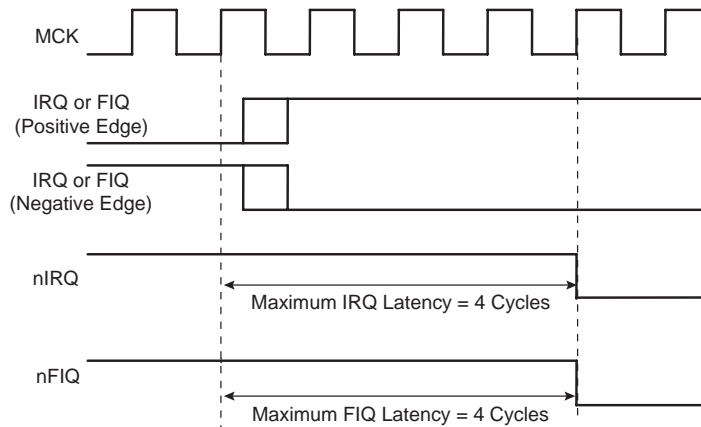 MCK
IRQ or FIQ
(Positive Edge)
IRQ or FIQ
(Negative Edge)
nIRQ
Maximum IRQ Latency = 4 Cycles
nFIQ
Maximum FIQ Latency = 4 Cycles